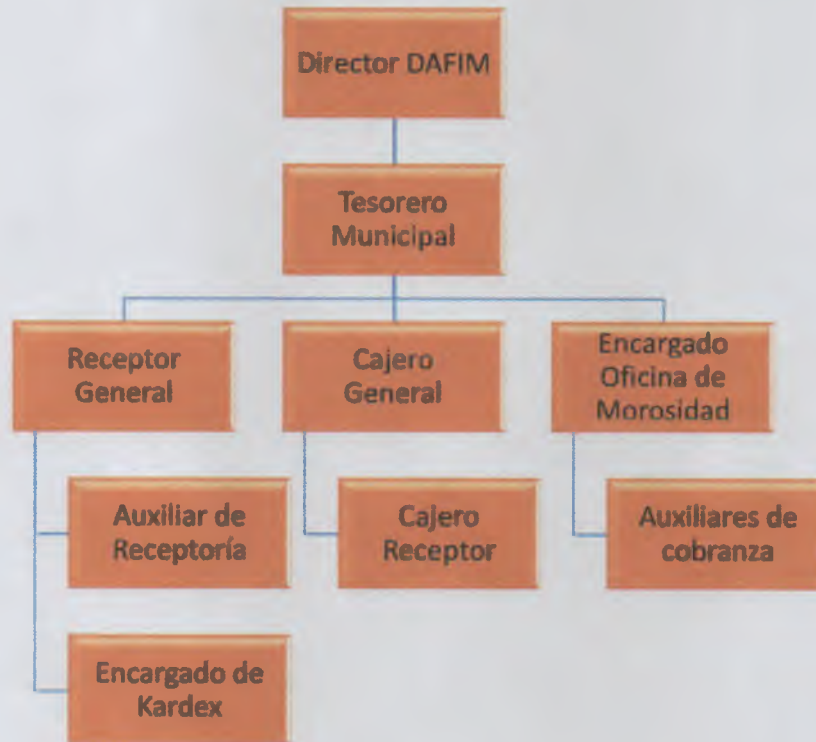 Director DAFIM
Tesorero
Municipal
Receptor
General
Cajero
General
Encargado
Oficina de
Morosidad
Auxiliar de
Receptoría
Cajero
Receptor
Auxiliares de
cobranza
Encargado de
Kardex